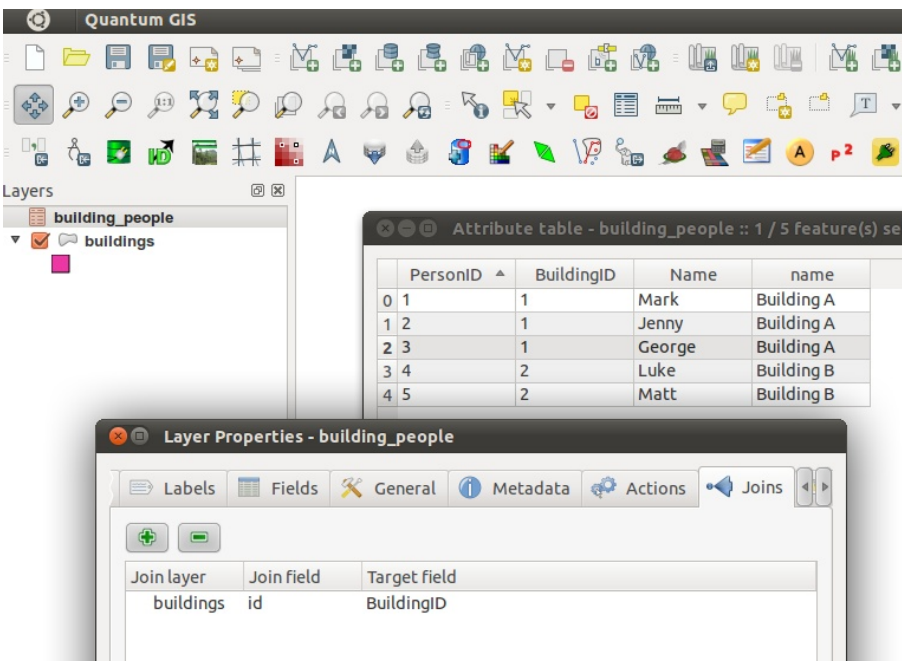 Quantum GIS
1:1
T
A
P2
Layers
building_people
buildings
Attribute table - building_people :: 1 / 5 feature(s) se
PersonID BuildingID Name name
0 1 1 Mark Building A
1 2 1 Jenny Building A
2 3 1 George Building A
3 4 2 Luke Building B
4 5 2 Matt Building B
Layer Properties - building_people
Labels Fields General Metadata Actions Joins
Join layer Join field Target field
buildings id BuildingID